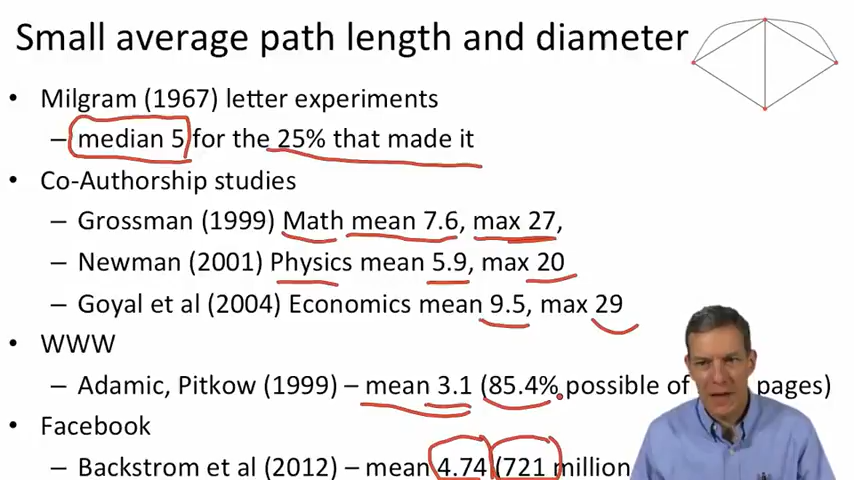 Small average path length and diameter
• Milgram (1967) letter experiments
– median 5 for the 25% that made it
• Co-Authorship studies
– Grossman (1999) Math mean 7.6, max 27,
– Newman (2001) Physics mean 5.9, max 20
– Goyal et al (2004) Economics mean 9.5, max 29
• WWW
– Adamic, Pitkow (1999) – mean 3.1 (85.4% possible of pages)
• Facebook
– Backstrom et al (2012) – mean 4.74 (721 million